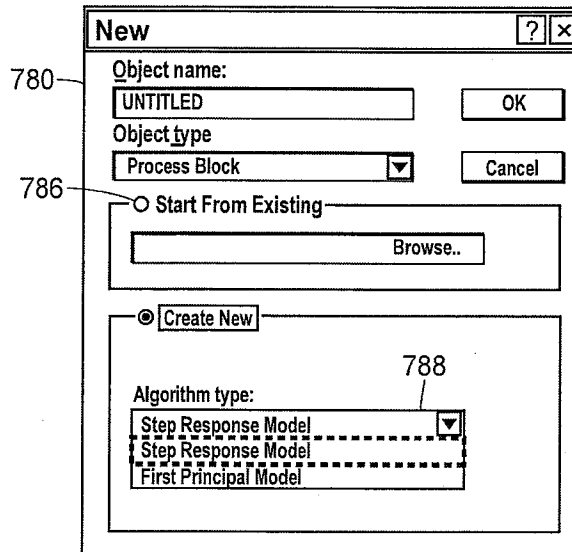 New ? ×
780
Object name:
UNTITLED
OK
Object type
Process Block
Cancel
786
Start From Existing
Browse..
Create New
788
Algorithm type:
Step Response Model
Step Response Model
First Principal Model